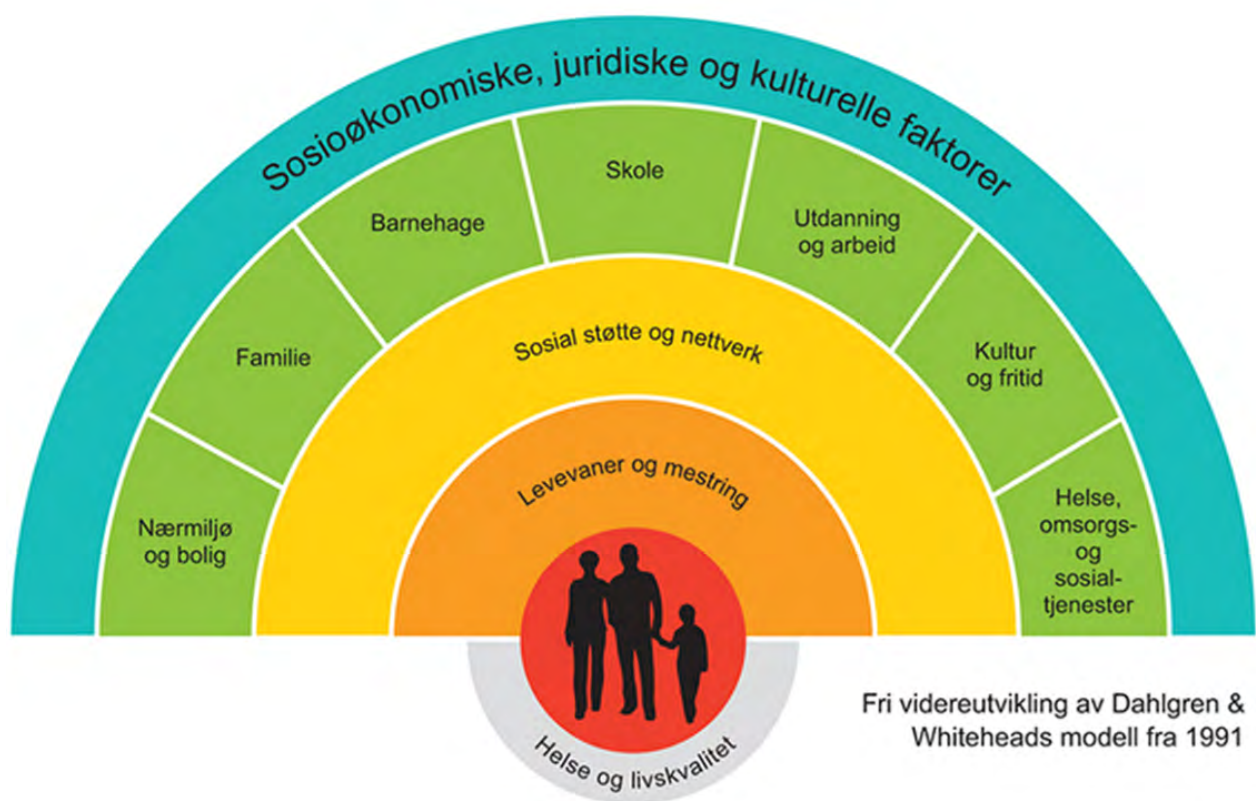 Sosioøkonomiske, juridiske og kulturelle faktorer
Nærmiljø
og bolig
Familie
Barnehage
Skole
Utdanning
og arbeid
Kultur
og fritid
Helse,
omsorgs-
og
sosial-
tjenester
Sosial støtte og nettverk
Levevaner og mestring
Helse og livskvalitet
Fri videreutvikling av Dahlgren &
Whiteheads modell fra 1991